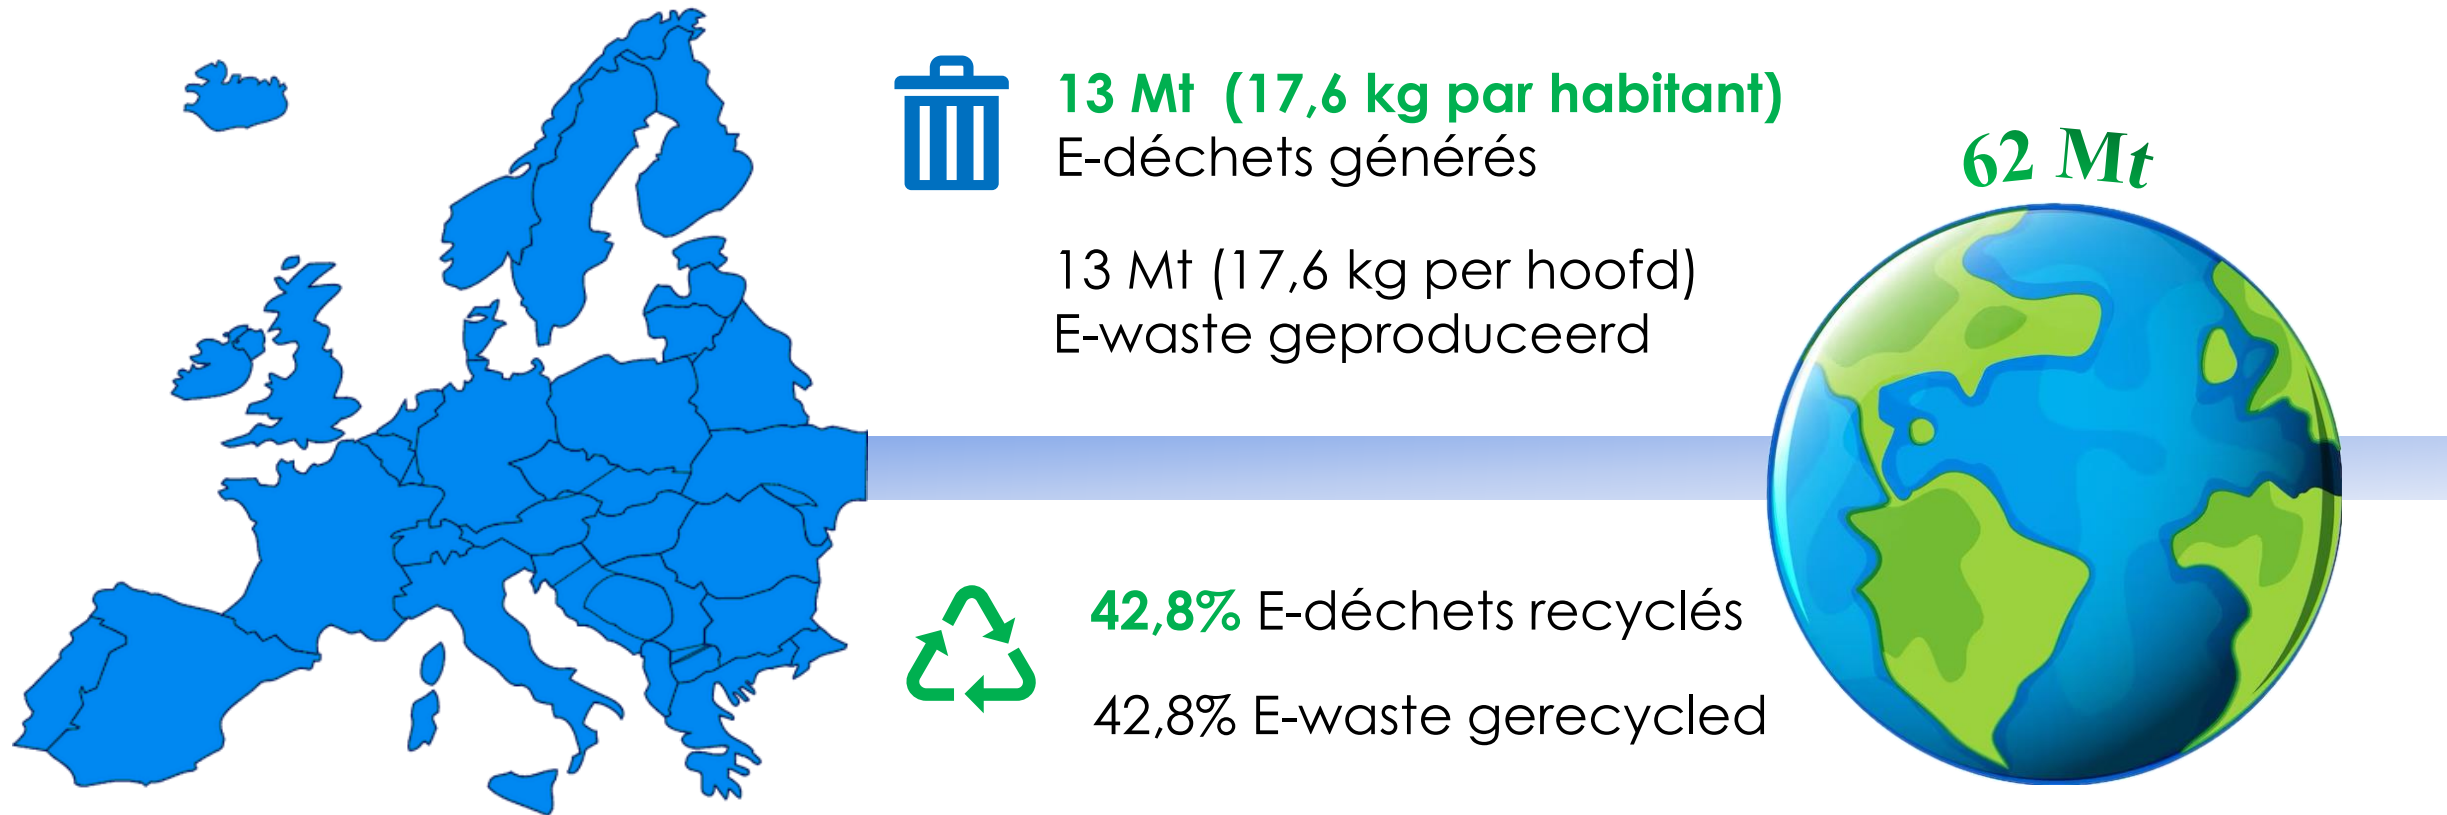 13 Mt (17,6 kg par habitant)
E-déchets générés
13 Mt (17,6 kg per hoofd)
E-waste geproduceerd
62 Mt
42,8% E-déchets recyclés
42,8% E-waste gerecycled